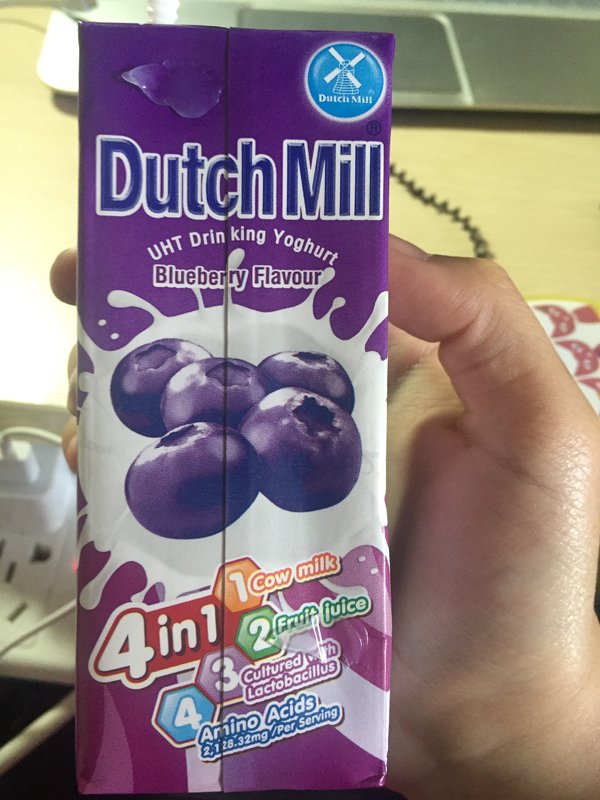 Dutch Mill
®
Dutch Mill
UHT Drinking Yoghurt
Blueberry Flavour
4 in 1
1 Cow milk
2 Fruit juice
3 Cultured with
Lactobacillus
4 Amino Acids
2,128.32mg /Per Serving